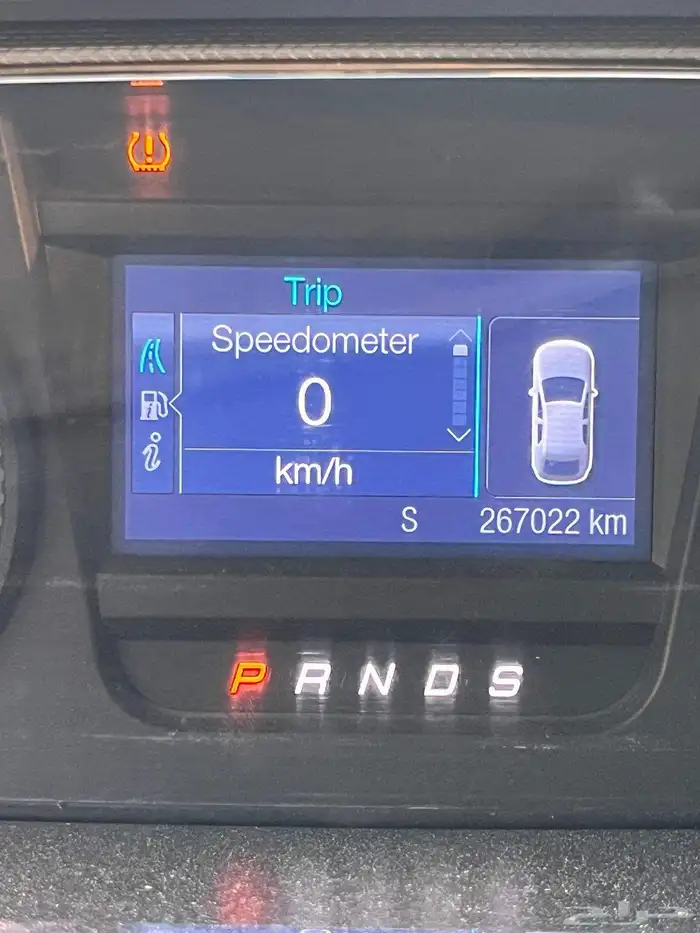 Trip
Speedometer
0
km/h
S 267022 km
P R N D S